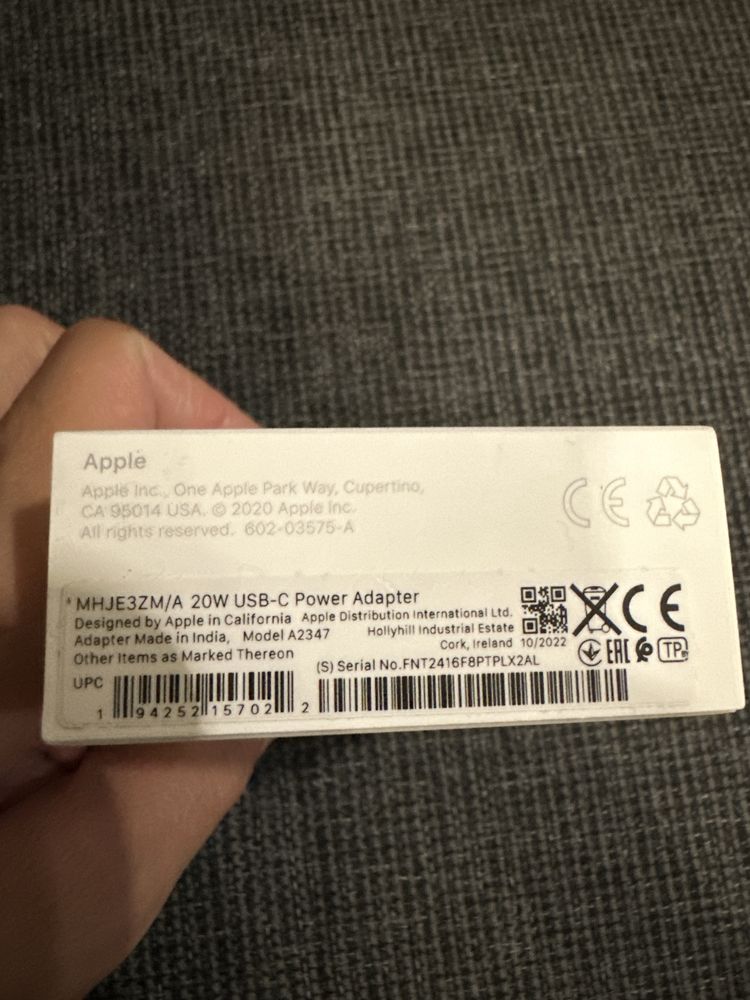 Apple
Apple Inc., One Apple Park Way, Cupertino,
CA 95014 USA. © 2020 Apple Inc.
All rights reserved. 602-03575-A
CE
MHJE3ZM/A 20W USB-C Power Adapter
Designed by Apple in California
Adapter Made in India, Model A2347
Other Items as Marked Thereon
Apple Distribution International Ltd.
Hollyhill Industrial Estate
Cork, Ireland 10/2022
CE
EAC
TP
(S) Serial No.FNT2416F8PTPLX2AL
UPC
1 94252 15702 2